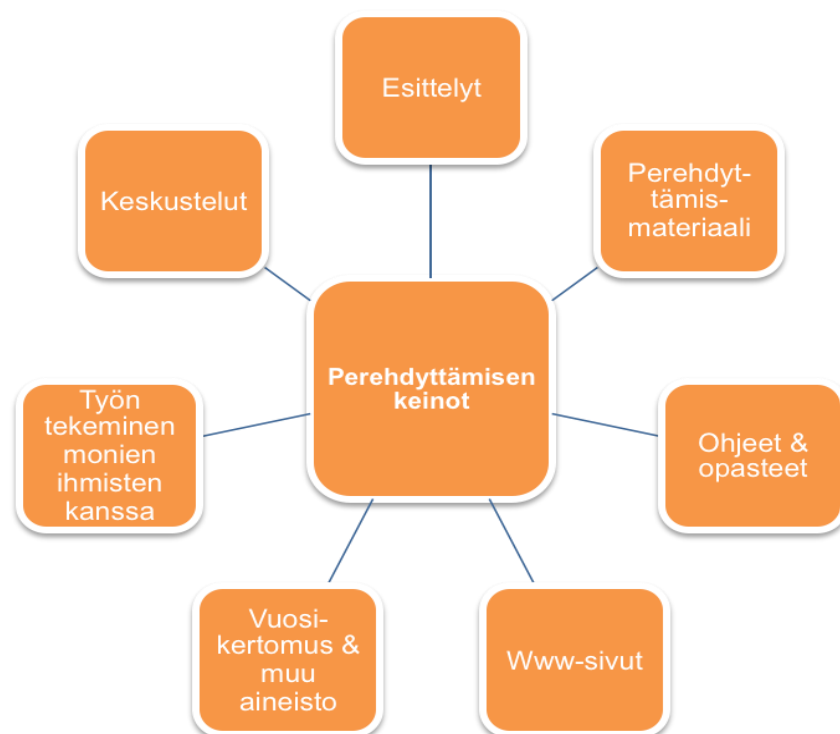 Esittelyt
Perehdyt-
tämis-
materiaali
Ohjeet &
opasteet
Www-sivut
Vuosi-
kertomus &
muu
aineisto
Työn
tekeminen
monien
ihmisten
kanssa
Keskustelut
Perehdyttämisen
keinot